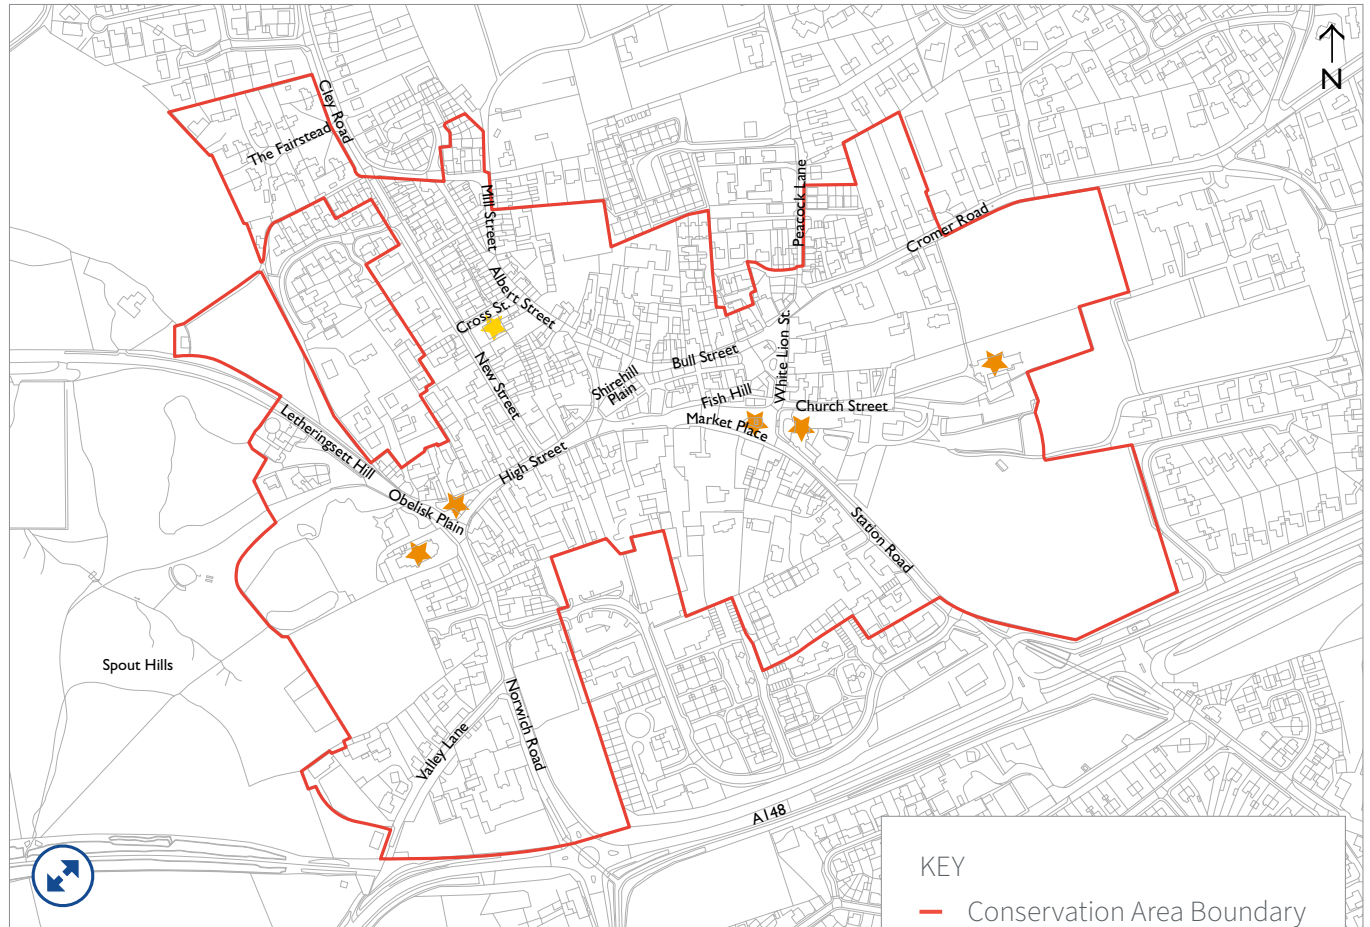 N
Cley Road
The Fairstead
Mill Street
Peacock Lane
Cromer Road
Albert Street
Cross St.
New Street
Shirehill
Plain
Bull Street
White Lion St.
Fish Hill
Church Street
Market Place
Letheringsett Hill
High Street
Obelisk Plain
Station Road
Spout Hills
Norwich Road
Valley Lane
A148
KEY
Conservation Area Boundary